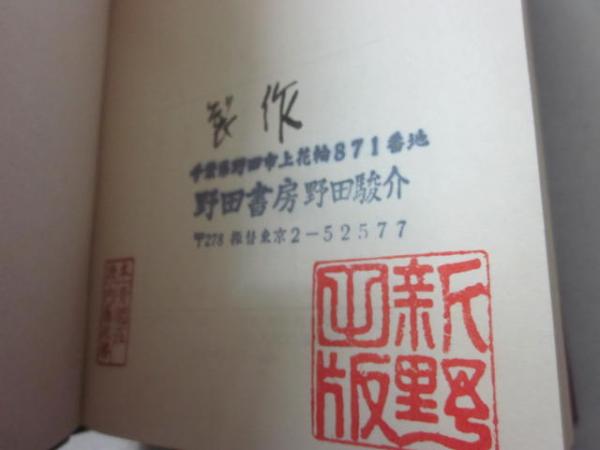 製作
千葉県野田市上花輪871番地
野田書房 野田駿介
〒278 振替東京2-52577
新野
出版